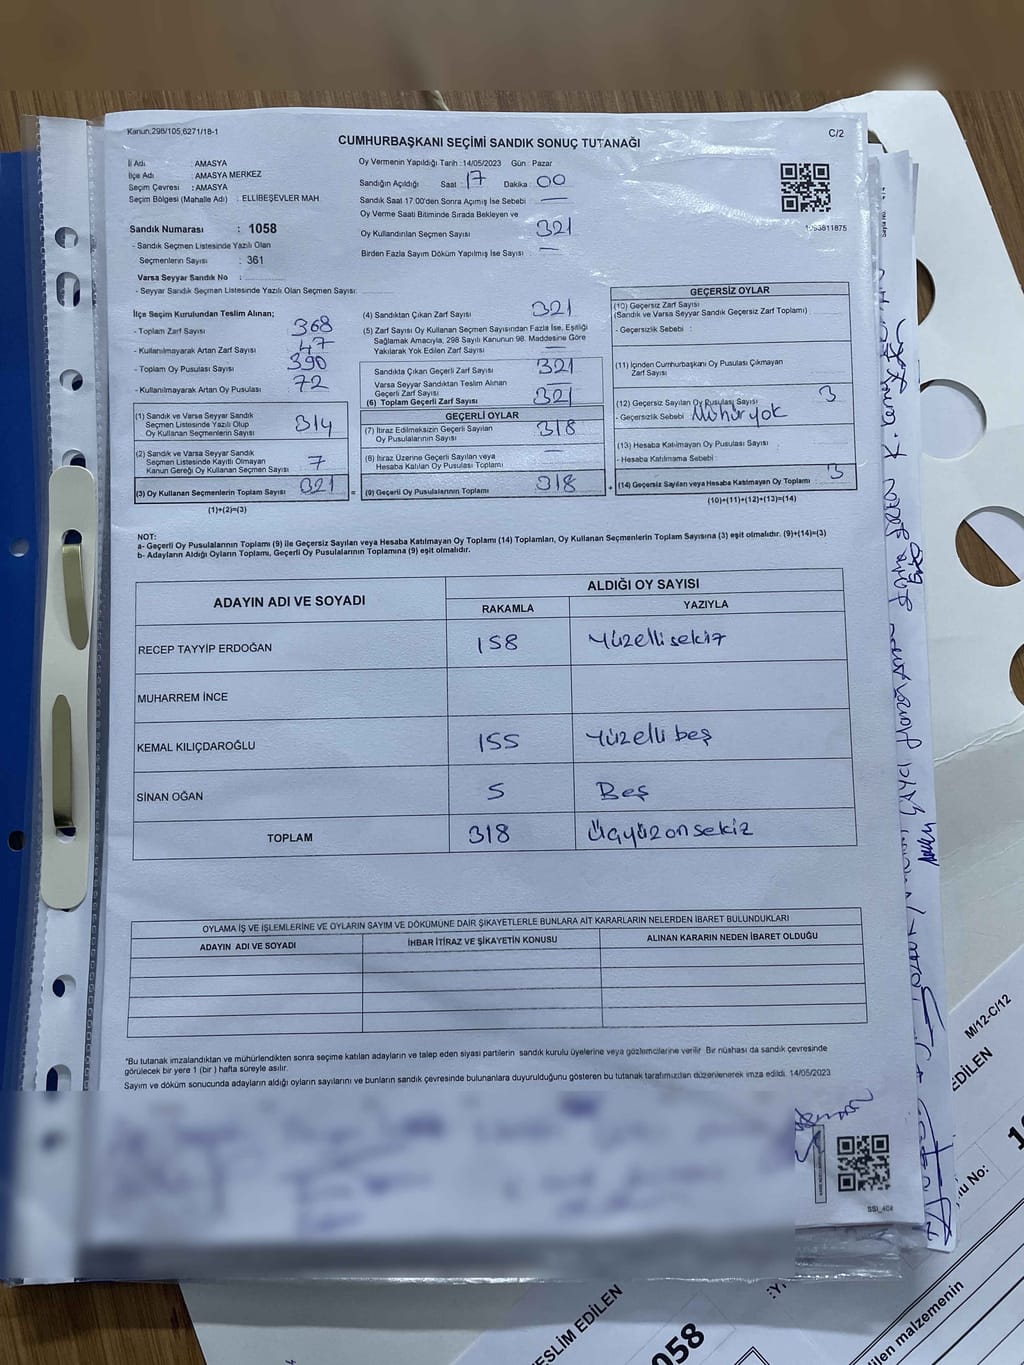 Kanun:298/105,6271/18-1
CUMHURBAŞKANI SEÇİMİ SANDIK SONUÇ TUTANAĞI
C/2
İl Adı : AMASYA
İlçe Adı : AMASYA MERKEZ
Seçim Çevresi : AMASYA
Seçim Bölgesi (Mahalle Adı) : ELLİBEŞEVLER MAH.
Sandık Numarası : 1058
- Sandık Seçmen Listesinde Yazılı Olan
Seçmenlerin Sayısı : 361
Varsa Seyyar Sandık No :
- Seyyar Sandık Seçmen Listesinde Yazılı Olan Seçmen Sayısı:
Oy Vermenin Yapıldığı Tarih :14/05/2023 Gün : Pazar
Sandığın Açıldığı Saat : 17 Dakika : 00
Sandık Saat 17.00'den Sonra Açılmış İse Sebebi : —
Oy Verme Saati Bitiminde Sırada Bekleyen ve
Oy Kullandırılan Seçmen Sayısı : 321
Birden Fazla Sayım Döküm Yapılmış İse Sayısı : —
İlçe Seçim Kurulundan Teslim Alınan;
- Toplam Zarf Sayısı : 368
- Kullanılmayarak Artan Zarf Sayısı : 47
- Toplam Oy Pusulası Sayısı : 390
- Kullanılmayarak Artan Oy Pusulası : 72
(1) Sandık ve Varsa Seyyar Sandık
Seçmen Listesinde Yazılı Olup
Oy Kullanan Seçmenlerin Sayısı : 314
(2) Sandık ve Varsa Seyyar Sandık
Seçmen Listesinde Kayıtlı Olmayan
Kanun Gereği Oy Kullanan Seçmen Sayısı : 7
(3) Oy Kullanan Seçmenlerin Toplam Sayısı : 321
(1)+(2)=(3)
(4) Sandıktan Çıkan Zarf Sayısı : 321
(5) Zarf Sayısı Oy Kullanan Seçmen Sayısından Fazla İse, Eşitliği
Sağlamak Amacıyla, 298 Sayılı Kanunun 98. Maddesine Göre
Yakılarak Yok Edilen Zarf Sayısı : —
Sandıkta Çıkan Geçerli Zarf Sayısı : 321
Varsa Seyyar Sandıktan Teslim Alınan
Geçerli Zarf Sayısı : —
(6) Toplam Geçerli Zarf Sayısı : 321
GEÇERLİ OYLAR
(7) İtiraz Edilmeksizin Geçerli Sayılan
Oy Pusulalarının Sayısı : 318
(8) İtiraz Üzerine Geçerli Sayılan veya
Hesaba Katılan Oy Pusulası Toplamı : —
(9) Geçerli Oy Pusulalarının Toplamı : 318
GEÇERSİZ OYLAR
(10) Geçersiz Zarf Sayısı
(Sandık ve Varsa Seyyar Sandık Geçersiz Zarf Toplamı) :
- Geçersizlik Sebebi :
(11) İçinden Cumhurbaşkanı Oy Pusulası Çıkmayan
Zarf Sayısı :
(12) Geçersiz Sayılan Oy Pusulası Sayısı : 3
- Geçersizlik Sebebi : Mühür yok
(13) Hesaba Katılmayan Oy Pusulası Sayısı :
- Hesaba Katılmama Sebebi :
(14) Geçersiz Sayılan veya Hesaba Katılmayan Oy Toplamı : 3
(10)+(11)+(12)+(13)=(14)
NOT:
a- Geçerli Oy Pusulalarının Toplamı (9) ile Geçersiz Sayılan veya Hesaba Katılmayan Oy Toplamı (14) Toplamları, Oy Kullanan Seçmenlerin Toplam Sayısına (3) eşit olmalıdır. (9)+(14)=(3)
b- Adayların Aldığı Oyların Toplamı, Geçerli Oy Pusulalarının Toplamına (9) eşit olmalıdır.
ADAYIN ADI VE SOYADI
ALDIĞI OY SAYISI
RAKAMLA YAZIYLA
RECEP TAYYİP ERDOĞAN 158 Yüzellisekiz
MUHARREM İNCE
KEMAL KILIÇDAROĞLU 155 Yüzelli beş
SİNAN OĞAN 5 Beş
TOPLAM 318 Üçyüzonsekiz
OYLAMA İŞ VE İŞLEMLERİNE VE OYLARIN SAYIM VE DÖKÜMÜNE DAİR ŞİKAYETLERLE BUNLARA AİT KARARLARIN NELERDEN İBARET BULUNDUKLARI
ADAYIN ADI VE SOYADI İHBAR İTİRAZ VE ŞİKAYETİN KONUSU ALINAN KARARIN NEDEN İBARET OLDUĞU
*Bu tutanak imzalandıktan ve mühürlendikten sonra seçime katılan adayların ve talep eden siyasi partilerin sandık kurulu üyelerine veya gözlemcilerine verilir. Bir nüshası da sandık çevresinde
görülecek bir yere 1 (bir) hafta süreyle asılır.
Sayım ve döküm sonucunda adayların aldığı oyların sayılarını ve bunların sandık çevresinde bulunanlara duyurulduğunu gösteren bu tutanak tarafımızdan düzenlenerek imza edildi. 14/05/2023
M/12-C/12
EDİLEN
No:
TESLİM EDİLEN
058
ilen malzemenin